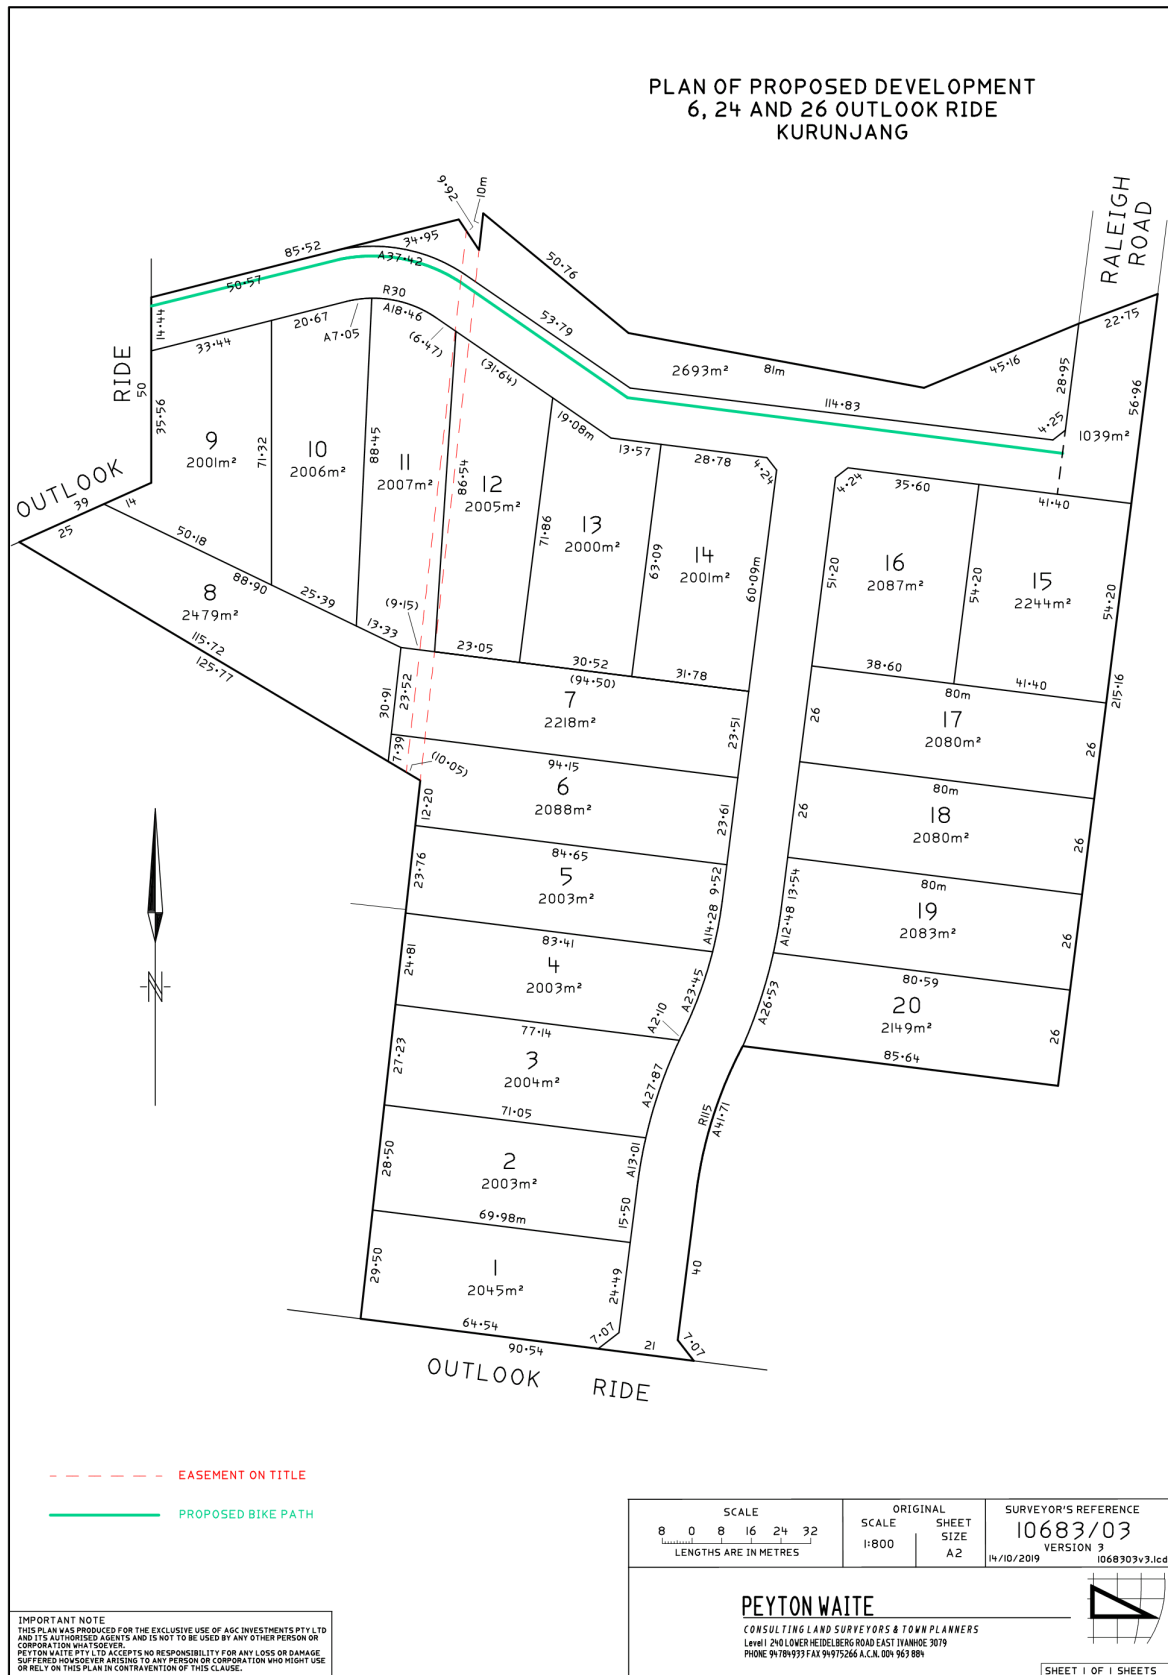 PLAN OF PROPOSED DEVELOPMENT
6, 24 AND 26 OUTLOOK RIDE
KURUNJANG
RALEIGH
ROAD
9·92
10m
34·95
85·52
50·57
A37·42
50·76
22·75
14·44
R30
A18·46
20·67
A7·05
33·44
(6·47)
(31·64)
53·79
2693m²
81m
45·16
28·95
56·96
RIDE
50
35·56
114·83
4·25
1039m²
19·08m
13·57
28·78
4·24
4·24
35·60
41·40
9
2001m²
71·32
10
2006m²
88·45
11
2007m²
86·54
12
2005m²
71·86
13
2000m²
63·09
14
2001m²
60·09m
51·20
16
2087m²
54·20
15
2244m²
54·20
OUTLOOK
39
14
25
50·18
88·90
25·39
13·33
(9·15)
8
2479m²
115·72
125·77
23·05
30·52
31·78
(94·50)
38·60
41·40
80m
215·16
30·91
23·52
7·39
(10·05)
7
2218m²
23·51
26
17
2080m²
26
94·15
80m
6
2088m²
23·61
12·20
26
18
2080m²
26
84·65
80m
23·76
5
2003m²
9·52
A14·28
13·54
A12·48
19
2083m²
26
83·41
80·59
24·81
4
2003m²
A23·45
A2·10
A26·53
20
2149m²
26
77·14
85·64
27·23
3
2004m²
A27·87
R115
A41·71
71·05
28·50
2
2003m²
A13·01
15·50
69·98m
29·50
1
2045m²
24·49
40
64·54
7·07
7·07
90·54
21
OUTLOOK RIDE
N
EASEMENT ON TITLE
PROPOSED BIKE PATH
SCALE
8 0 8 16 24 32
LENGTHS ARE IN METRES
ORIGINAL
SCALE
1:800
SHEET
SIZE
A2
SURVEYOR'S REFERENCE
10683/03
VERSION 3
14/10/2019
1068303v3.lcd
PEYTON WAITE
CONSULTING LAND SURVEYORS & TOWN PLANNERS
Level 1 240 LOWER HEIDELBERG ROAD EAST IVANHOE 3079
PHONE 94784933 FAX 94975266 A.C.N. 004 963 884
SHEET 1 OF 1 SHEETS
IMPORTANT NOTE
THIS PLAN WAS PRODUCED FOR THE EXCLUSIVE USE OF AGC INVESTMENTS PTY LTD
AND ITS AUTHORISED AGENTS AND IS NOT TO BE USED BY ANY OTHER PERSON OR
CORPORATION WHATSOEVER.
PEYTON WAITE PTY LTD ACCEPTS NO RESPONSIBILITY FOR ANY LOSS OR DAMAGE
SUFFERED HOWSOEVER ARISING TO ANY PERSON OR CORPORATION WHO MIGHT USE
OR RELY ON THIS PLAN IN CONTRAVENTION OF THIS CLAUSE.